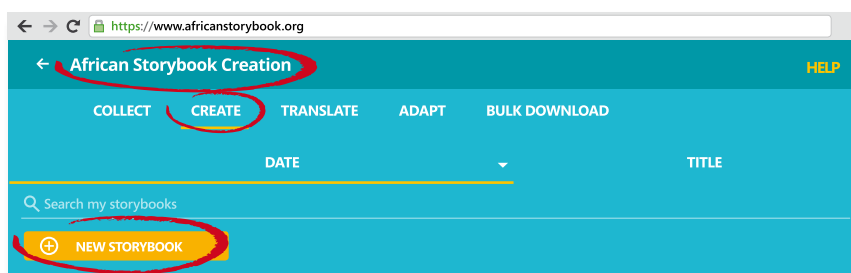 https://www.africanstorybook.org
African Storybook Creation
HELP
COLLECT CREATE TRANSLATE ADAPT BULK DOWNLOAD
DATE TITLE
Search my storybooks
NEW STORYBOOK